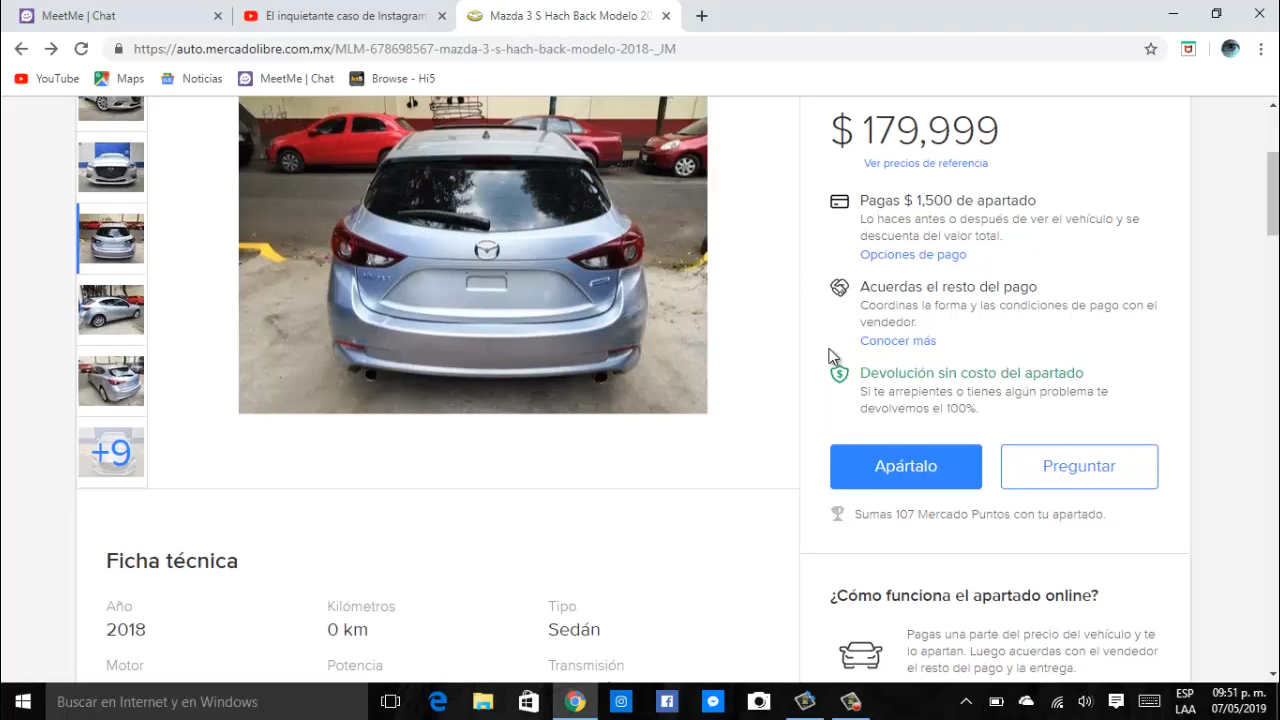 MeetMe | Chat
El inquietante caso de Instagram
Mazda 3 S Hach Back Modelo 20
https://auto.mercadolibre.com.mx/MLM-678698567-mazda-3-s-hach-back-modelo-2018-_JM
YouTube
Maps
Noticias
MeetMe | Chat
hi5
Browse - Hi5
$ 179,999
Ver precios de referencia
Pagas $ 1,500 de apartado
Lo haces antes o después de ver el vehículo y se
descuenta del valor total.
Opciones de pago
Acuerdas el resto del pago
Coordinas la forma y las condiciones de pago con el
vendedor.
Conocer más
Devolución sin costo del apartado
Si te arrepientes o tienes algún problema te
devolvemos el 100%.
+9
Apártalo
Preguntar
Sumas 107 Mercado Puntos con tu apartado.
Ficha técnica
Año
Kilómetros
Tipo
2018
0 km
Sedán
Motor
Potencia
Transmisión
¿Cómo funciona el apartado online?
Pagas una parte del precio del vehículo y te
lo apartan. Luego acuerdas con el vendedor
el resto del pago y la entrega.
Buscar en Internet y en Windows
ESP
LAA
09:51 p. m.
07/05/2019